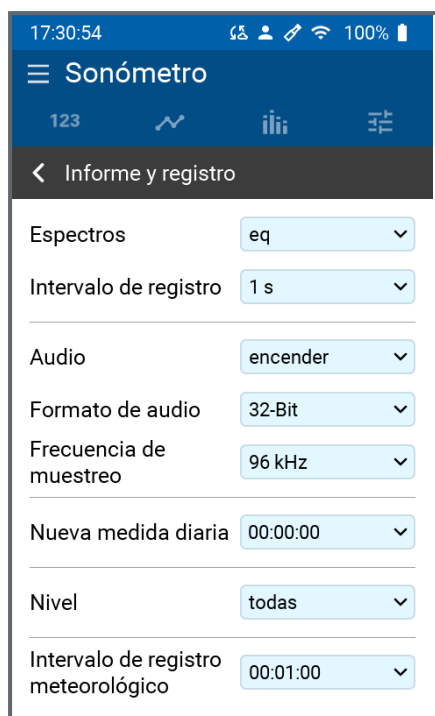 17:30:54 100%
Sonómetro
123
Informe y registro
Espectros eq
Intervalo de registro 1 s
Audio encender
Formato de audio 32-Bit
Frecuencia de
muestreo 96 kHz
Nueva medida diaria 00:00:00
Nivel todas
Intervalo de registro
meteorológico 00:01:00